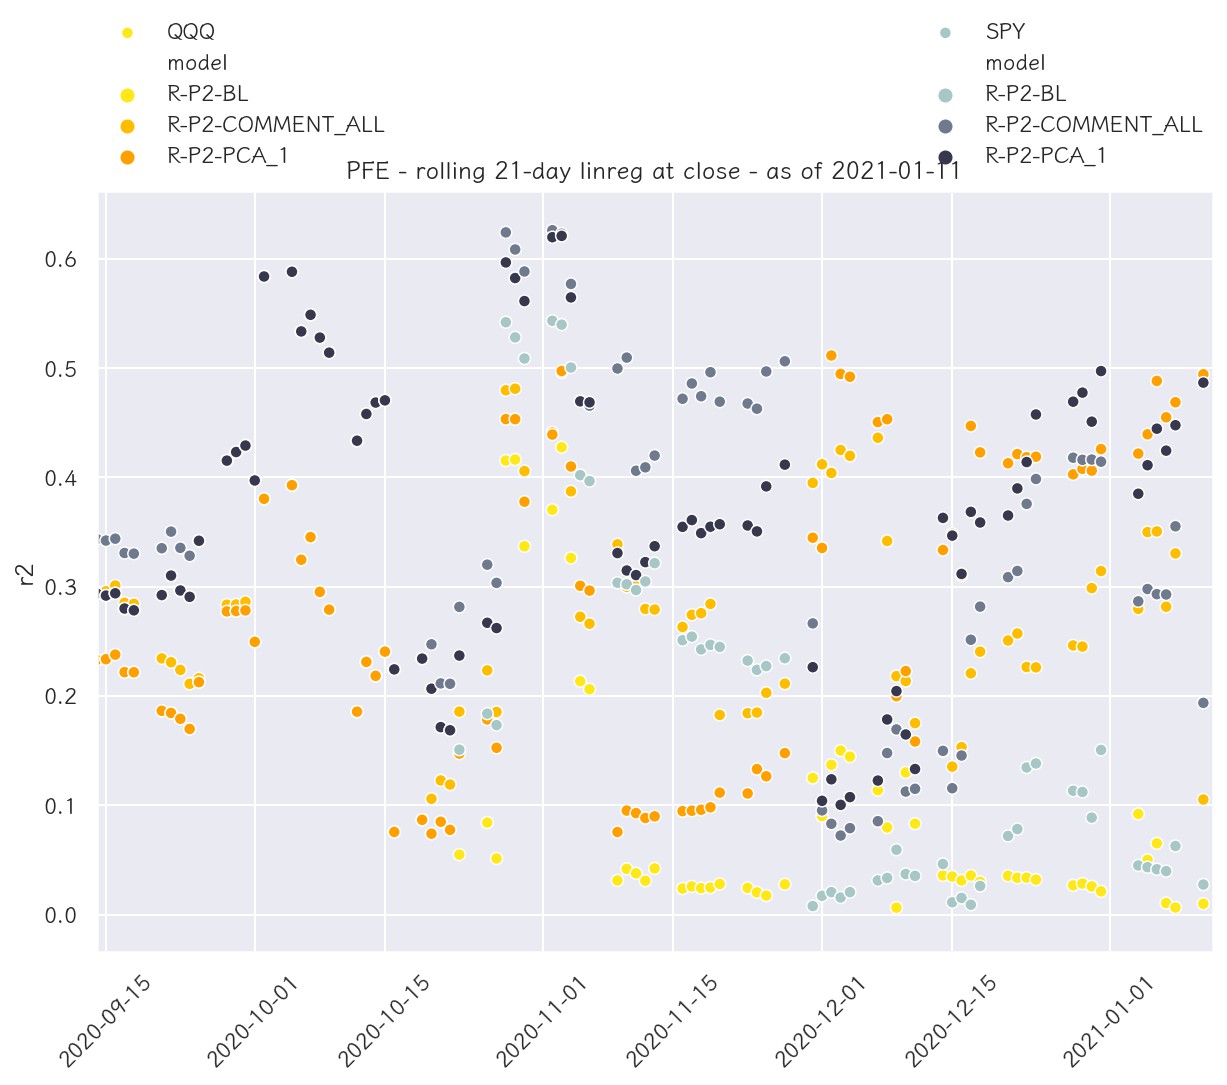 QQQ
model
R-P2-BL
R-P2-COMMENT_ALL
R-P2-PCA_1
SPY
model
R-P2-BL
R-P2-COMMENT_ALL
R-P2-PCA_1
PFE - rolling 21-day linreg at close - as of 2021-01-11
r2
0.6
0.5
0.4
0.3
0.2
0.1
0.0
2020-09-15
2020-10-01
2020-10-15
2020-11-01
2020-11-15
2020-12-01
2020-12-15
2021-01-01